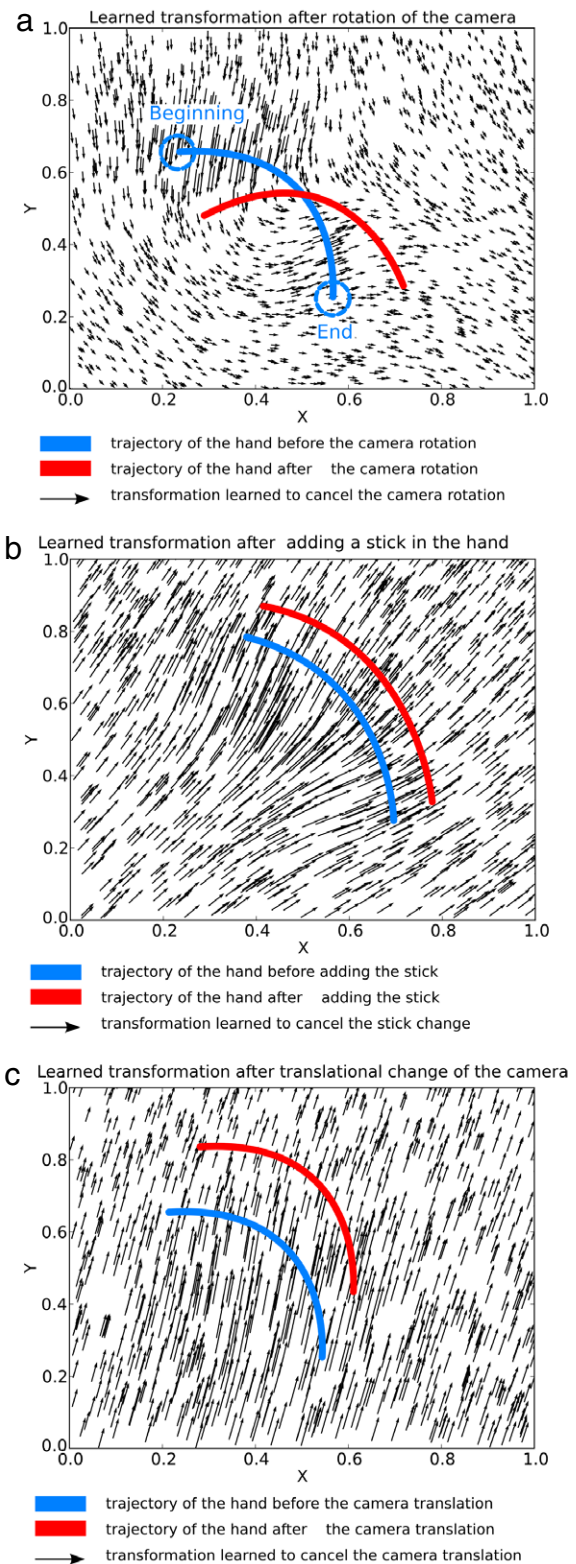 a
Learned transformation after rotation of the camera
1.0
0.8
0.6
0.4
0.2
0.0
Y
Beginning
End
0.0 0.2 0.4 0.6 0.8 1.0
X
trajectory of the hand before the camera rotation
trajectory of the hand after the camera rotation
transformation learned to cancel the camera rotation
b
Learned transformation after adding a stick in the hand
1.0
0.8
0.6
0.4
0.2
0.0
Y
0.0 0.2 0.4 0.6 0.8 1.0
X
trajectory of the hand before adding the stick
trajectory of the hand after adding the stick
transformation learned to cancel the stick change
c
Learned transformation after translational change of the camera
1.0
0.8
0.6
0.4
0.2
0.0
Y
0.0 0.2 0.4 0.6 0.8 1.0
X
trajectory of the hand before the camera translation
trajectory of the hand after the camera translation
transformation learned to cancel the camera translation